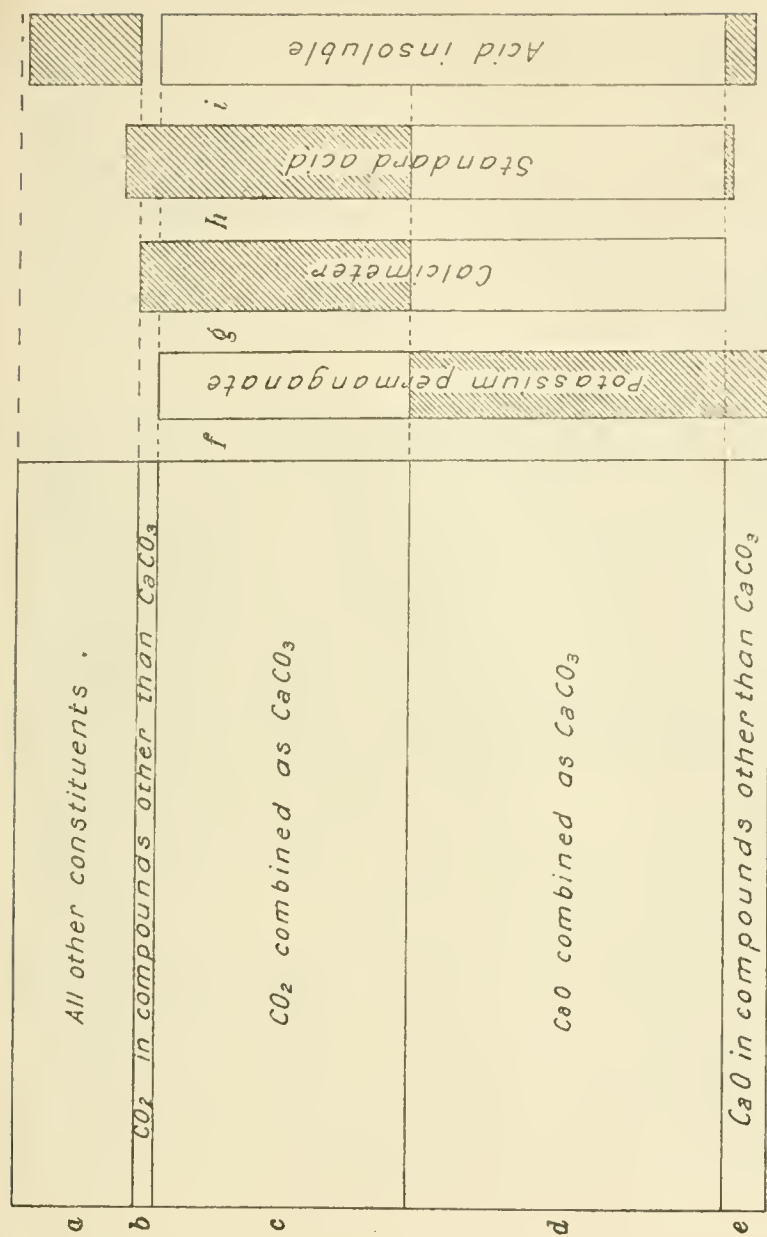 a
All other constituents.
b
CO₂ in compounds other than CaCO₃
c
CO₂ combined as CaCO₃
d
CaO combined as CaCO₃
e
CaO in compounds other than CaCO₃
f
Potassium permanganate
g
Calcimeter
h
Standard acid
i
Acid insoluble